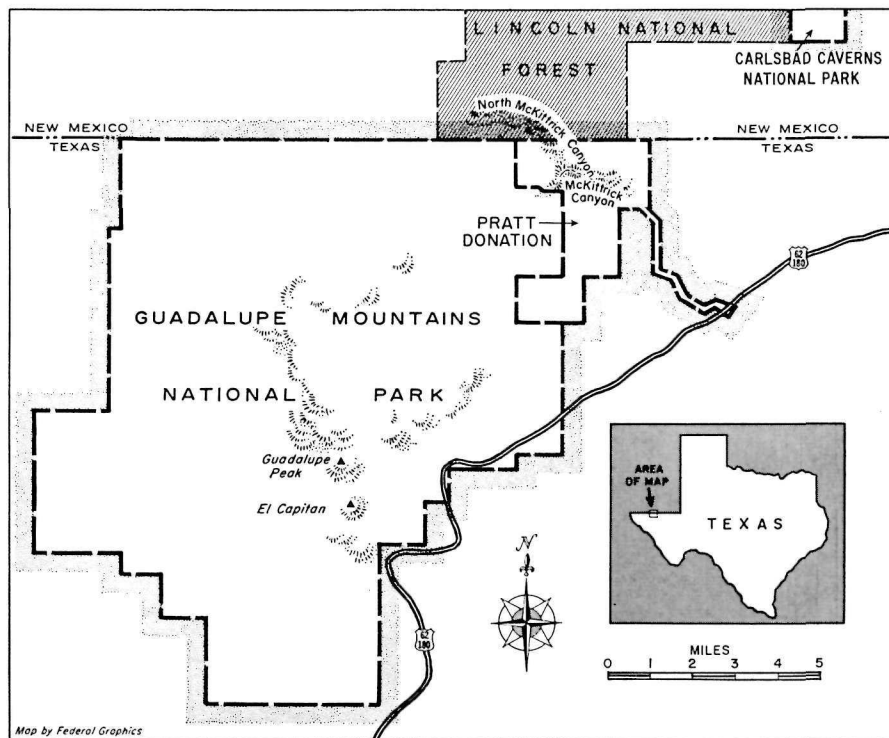 LINCOLN NATIONAL
FOREST
CARLSBAD CAVERNS
NATIONAL PARK
North McKittrick Canyon
NEW MEXICO
TEXAS
NEW MEXICO
TEXAS
McKittrick
Canyon
PRATT
DONATION
62
180
GUADALUPE MOUNTAINS
NATIONAL PARK
Guadalupe
Peak
El Capitan
AREA
OF MAP
TEXAS
N
62
180
MILES
0 1 2 3 4 5
Map by Federal Graphics